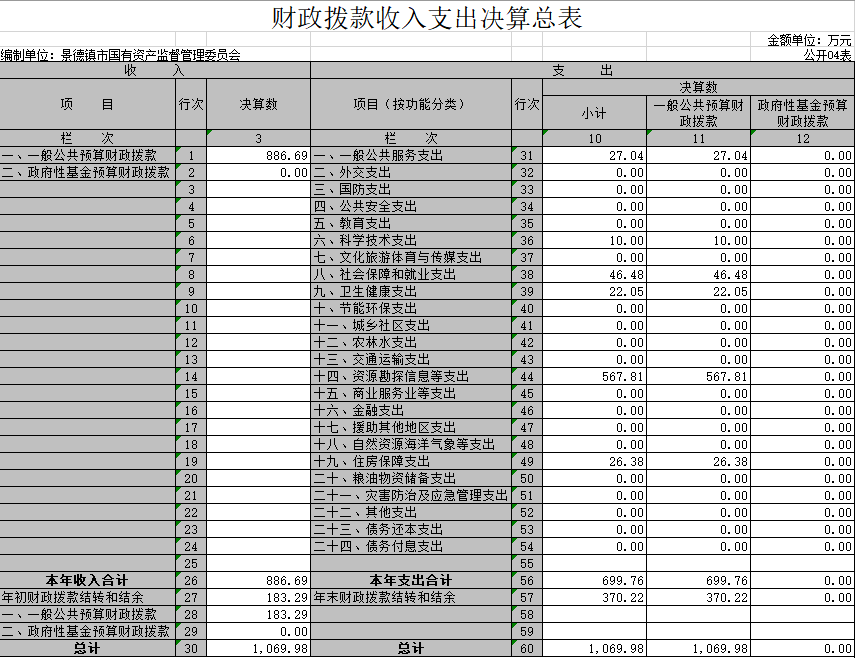 财政拨款收入支出决算总表
金额单位：万元
编制单位：景德镇市国有资产监督管理委员会 公开04表
收 入 支 出
项 目 行次 决算数 项目（按功能分类） 行次 决算数
小计 一般公共预算财政拨款 政府性基金预算财政拨款
栏 次 3 栏 次 10 11 12
一、一般公共预算财政拨款 1 886.69 一、一般公共服务支出 31 27.04 27.04 0.00
二、政府性基金预算财政拨款 2 0.00 二、外交支出 32 0.00 0.00 0.00
3 三、国防支出 33 0.00 0.00 0.00
4 四、公共安全支出 34 0.00 0.00 0.00
5 五、教育支出 35 0.00 0.00 0.00
6 六、科学技术支出 36 10.00 10.00 0.00
7 七、文化旅游体育与传媒支出 37 0.00 0.00 0.00
8 八、社会保障和就业支出 38 46.48 46.48 0.00
9 九、卫生健康支出 39 22.05 22.05 0.00
10 十、节能环保支出 40 0.00 0.00 0.00
11 十一、城乡社区支出 41 0.00 0.00 0.00
12 十二、农林水支出 42 0.00 0.00 0.00
13 十三、交通运输支出 43 0.00 0.00 0.00
14 十四、资源勘探信息等支出 44 567.81 567.81 0.00
15 十五、商业服务业等支出 45 0.00 0.00 0.00
16 十六、金融支出 46 0.00 0.00 0.00
17 十七、援助其他地区支出 47 0.00 0.00 0.00
18 十八、自然资源海洋气象等支出 48 0.00 0.00 0.00
19 十九、住房保障支出 49 26.38 26.38 0.00
20 二十、粮油物资储备支出 50 0.00 0.00 0.00
21 二十一、灾害防治及应急管理支出 51 0.00 0.00 0.00
22 二十二、其他支出 52 0.00 0.00 0.00
23 二十三、债务还本支出 53 0.00 0.00 0.00
24 二十四、债务付息支出 54 0.00 0.00 0.00
25 55
本年收入合计 26 886.69 本年支出合计 56 699.76 699.76 0.00
年初财政拨款结转和结余 27 183.29 年末财政拨款结转和结余 57 370.22 370.22 0.00
一、一般公共预算财政拨款 28 183.29 58
二、政府性基金预算财政拨款 29 0.00 59
总计 30 1,069.98 总计 60 1,069.98 1,069.98 0.00